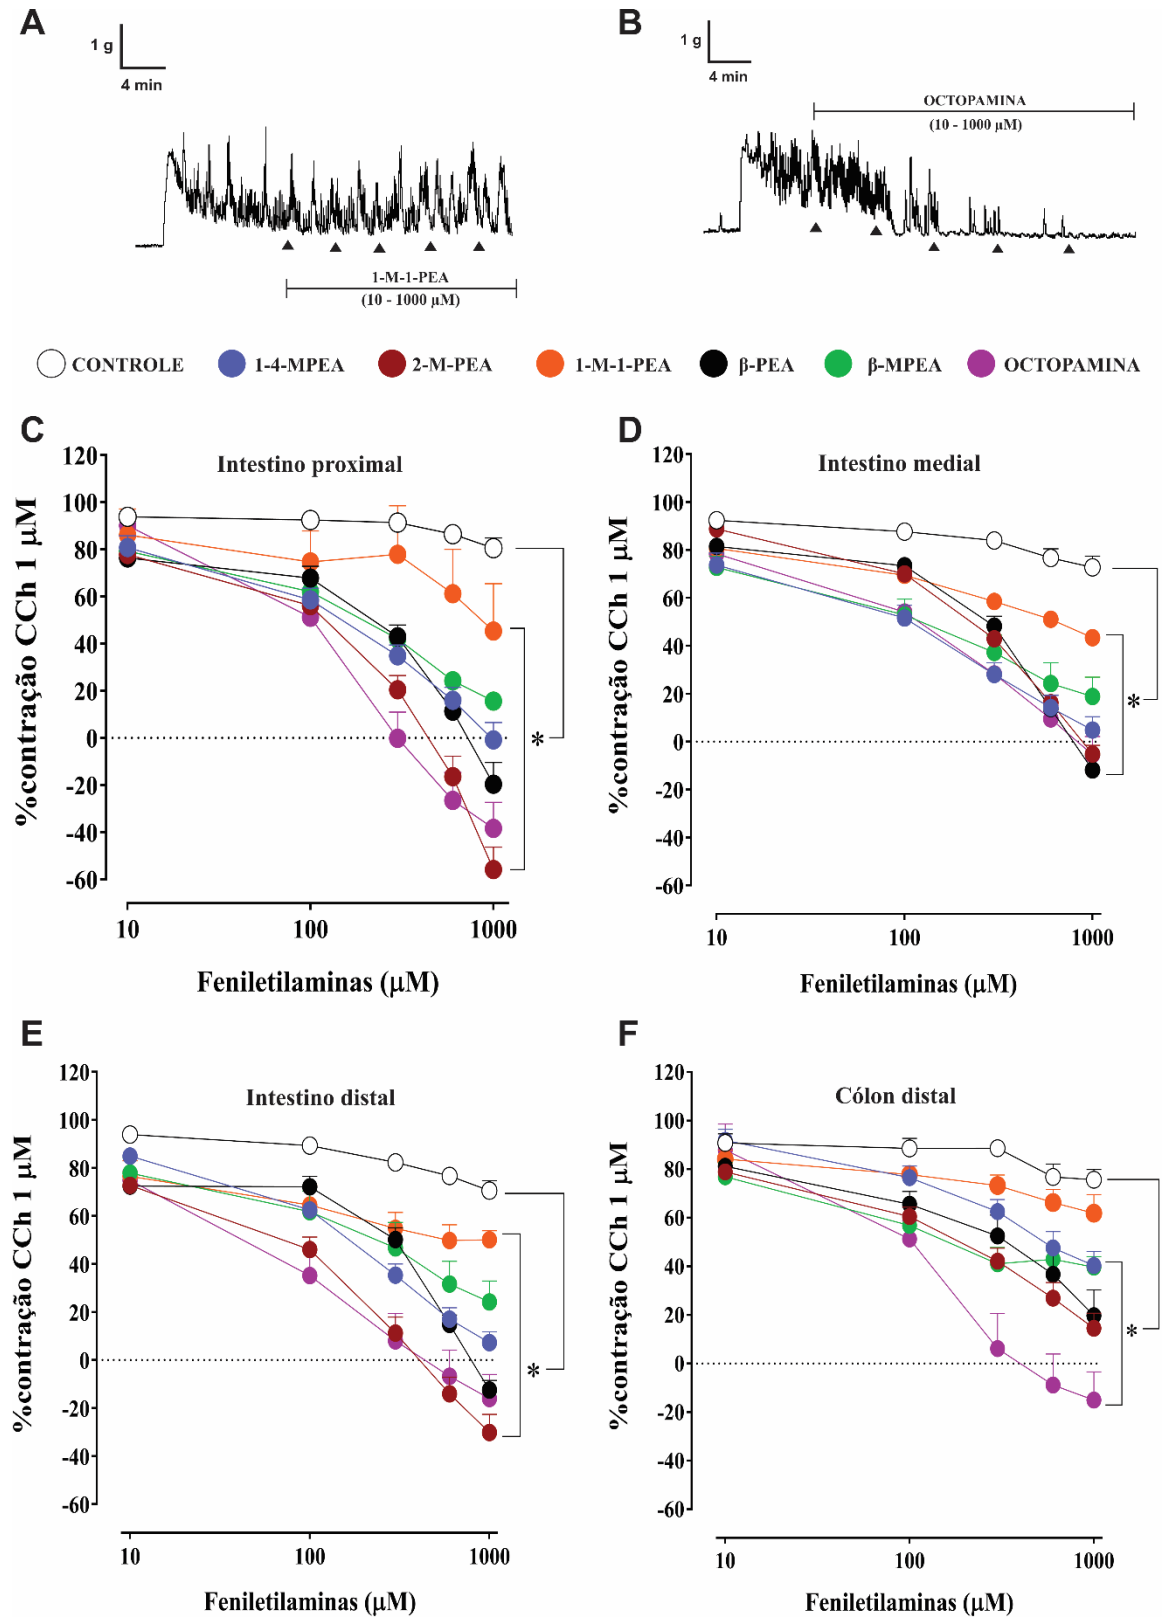 A
1 g
4 min
1-M-1-PEA
(10 - 1000 µM)
B
1 g
4 min
OCTOPAMINA
(10 - 1000 µM)
CONTROLE 1-4-MPEA 2-M-PEA 1-M-1-PEA β-PEA β-MPEA OCTOPAMINA
C
Intestino proximal
%contração CCh 1 µM
120
100
80
60
40
20
0
-20
-40
-60
*
10 100 1000
Feniletilaminas (µM)
D
Intestino medial
%contração CCh 1 µM
120
100
80
60
40
20
0
-20
-40
-60
*
10 100 1000
Feniletilaminas (µM)
E
Intestino distal
%contração CCh 1 µM
120
100
80
60
40
20
0
-20
-40
-60
*
10 100 1000
Feniletilaminas (µM)
F
Cólon distal
%contração CCh 1 µM
120
100
80
60
40
20
0
-20
-40
-60
*
10 100 1000
Feniletilaminas (µM)